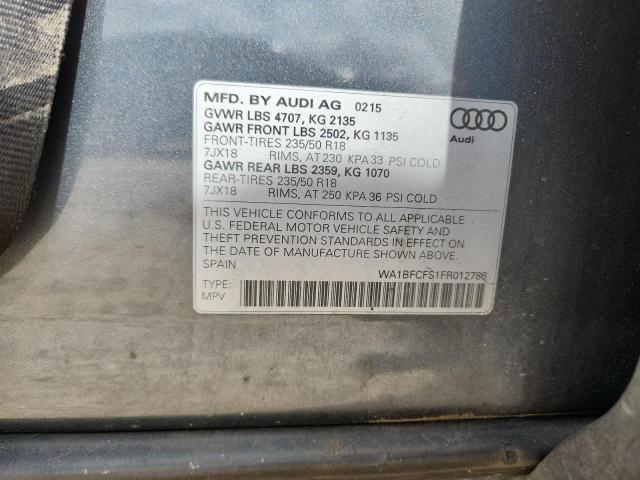 MFD. BY AUDI AG 0215
GVWR LBS 4707, KG 2135
GAWR FRONT LBS 2502, KG 1135
FRONT-TIRES 235/50 R18
7JX18 RIMS, AT 230 KPA 33 PSI COLD
GAWR REAR LBS 2359, KG 1070
REAR-TIRES 235/50 R18
7JX18 RIMS, AT 250 KPA 36 PSI COLD
Audi
THIS VEHICLE CONFORMS TO ALL APPLICABLE
U.S. FEDERAL MOTOR VEHICLE SAFETY AND
THEFT PREVENTION STANDARDS IN EFFECT ON
THE DATE OF MANUFACTURE SHOWN ABOVE.
SPAIN WA1BFCFS1FR012786
TYPE:
MPV